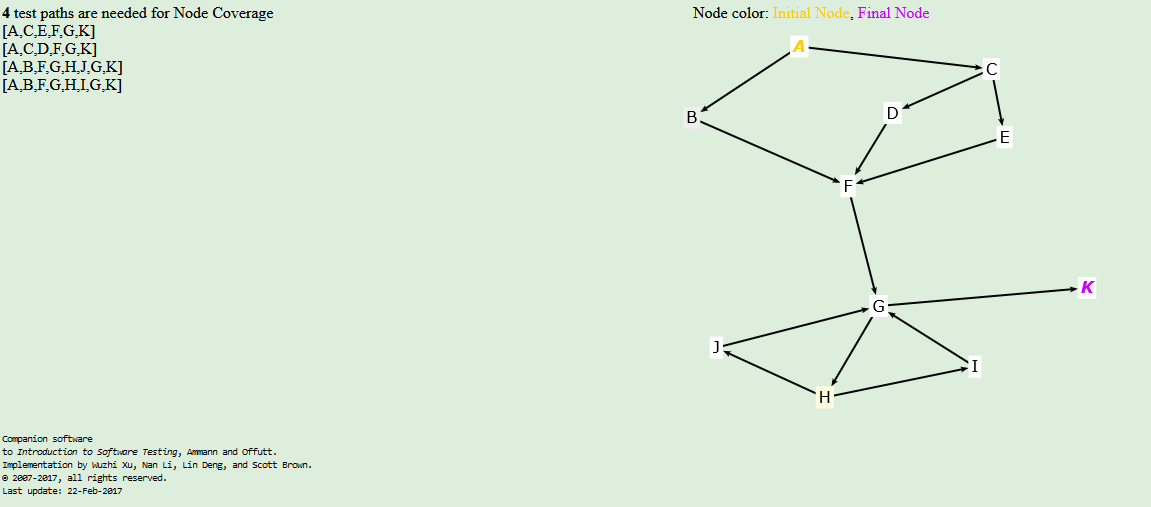 4 test paths are needed for Node Coverage
[A,C,E,F,G,K]
[A,C,D,F,G,K]
[A,B,F,G,H,J,G,K]
[A,B,F,G,H,I,G,K]
Node color: Initial Node, Final Node
A
C
B
D
E
F
K
G
J
I
H
Companion software
to Introduction to Software Testing, Ammann and Offutt.
Implementation by Wuzhi Xu, Nan Li, Lin Deng, and Scott Brown.
© 2007-2017, all rights reserved.
Last update: 22-Feb-2017